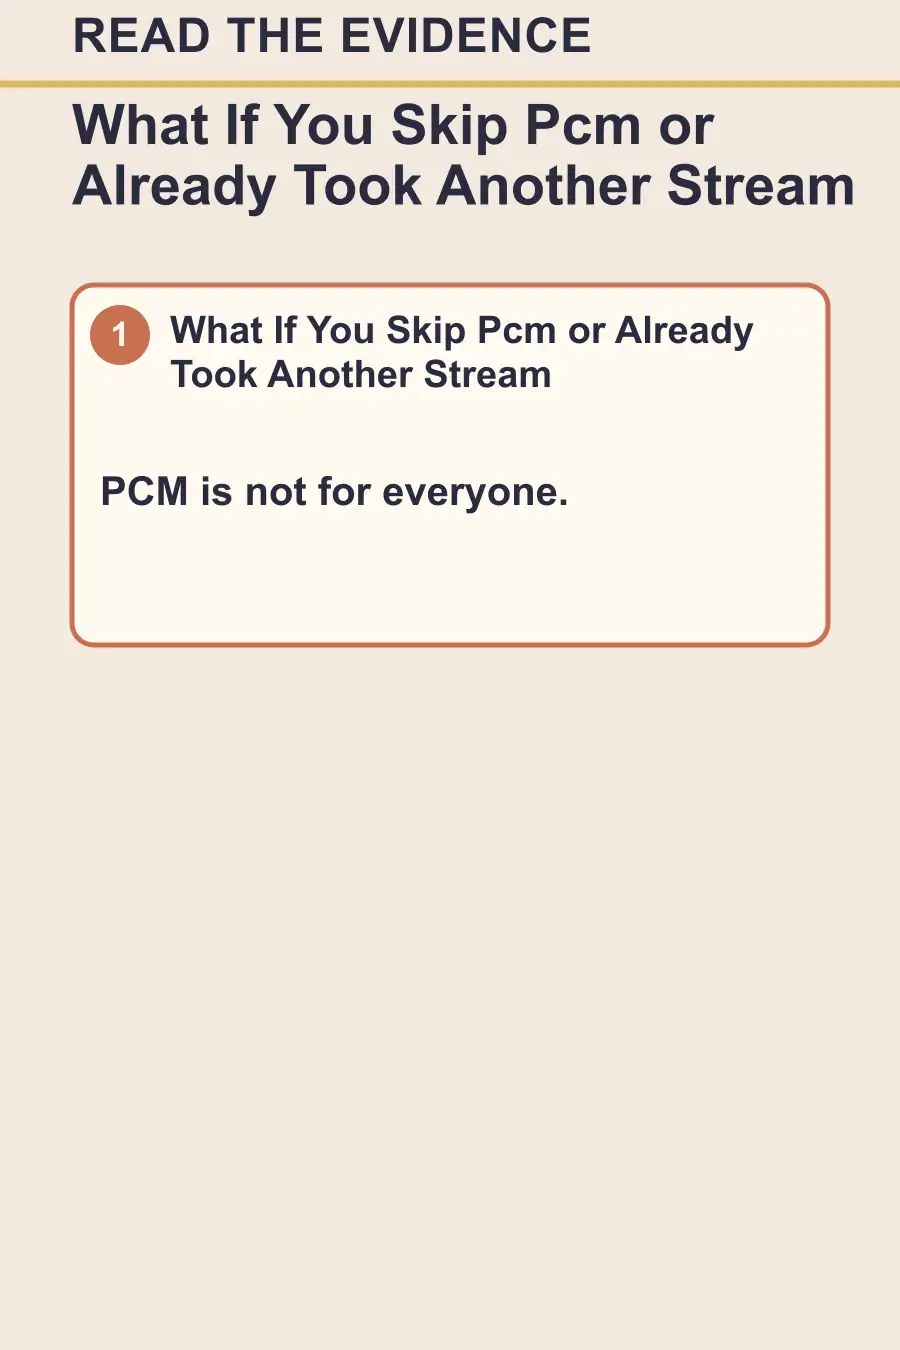 READ THE EVIDENCE
What If You Skip Pcm or
Already Took Another Stream
1
What If You Skip Pcm or Already
Took Another Stream
PCM is not for everyone.